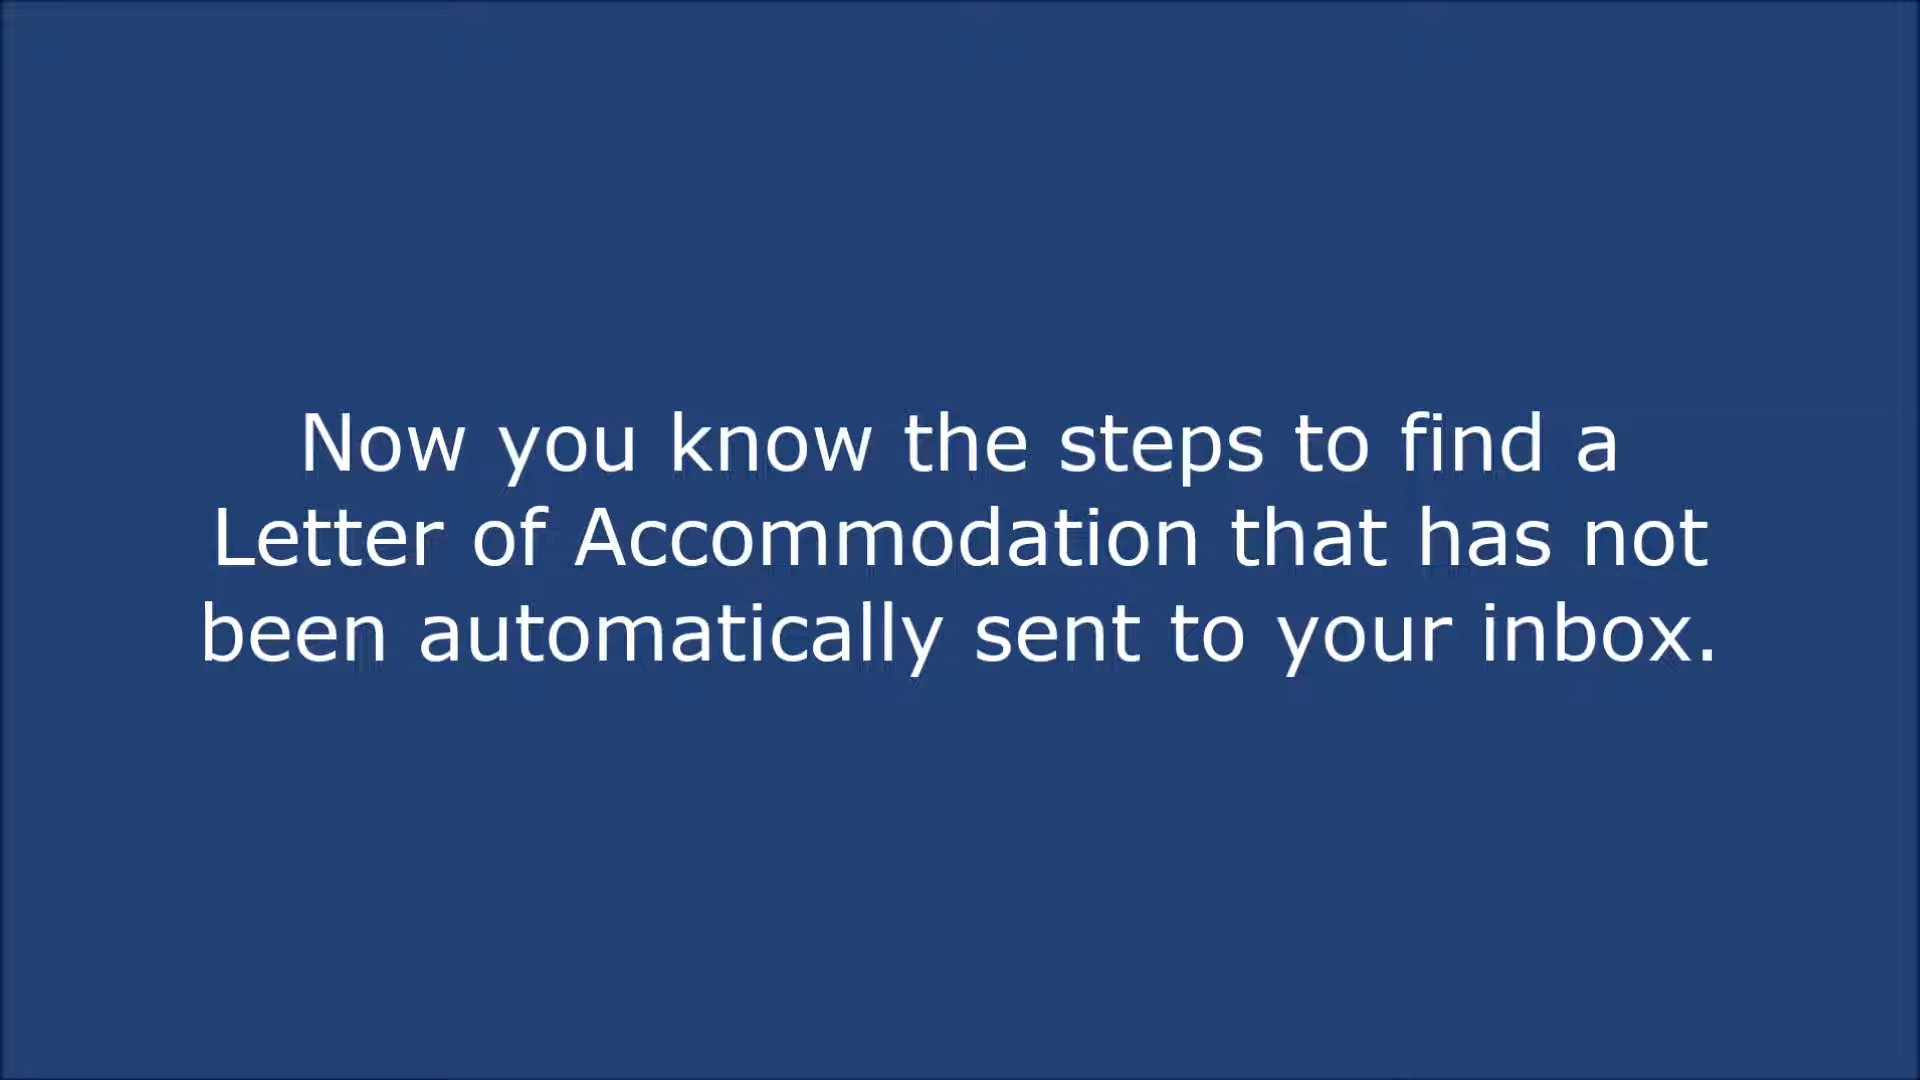 Now you know the steps to find a
Letter of Accommodation that has not
been automatically sent to your inbox.